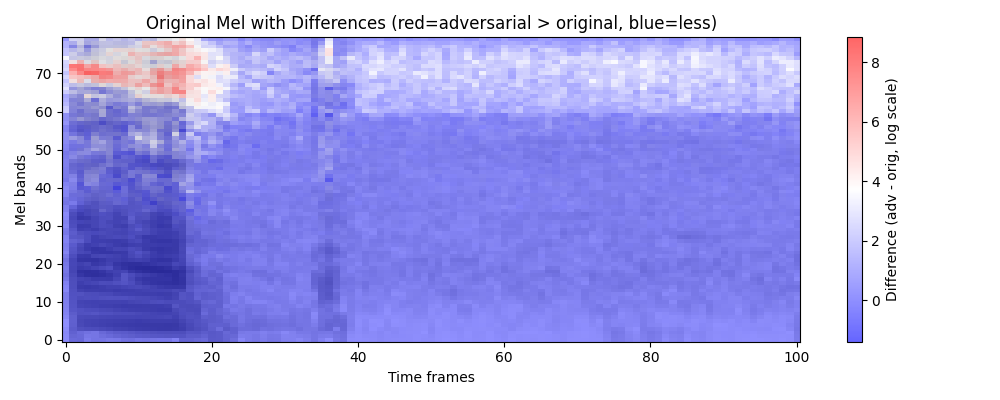 Original Mel with Differences (red=adversarial > original, blue=less)
Mel bands
70
60
50
40
30
20
10
0
0 20 40 60 80 100
Time frames
8
6
4
2
0
Difference (adv - orig, log scale)